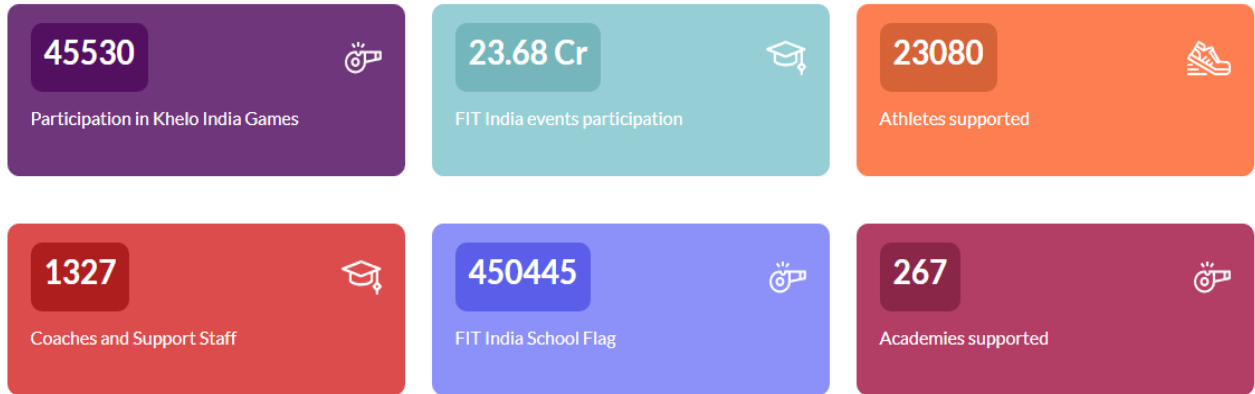 45530
Participation in Khelo India Games
23.68 Cr
FIT India events participation
23080
Athletes supported
1327
Coaches and Support Staff
450445
FIT India School Flag
267
Academies supported